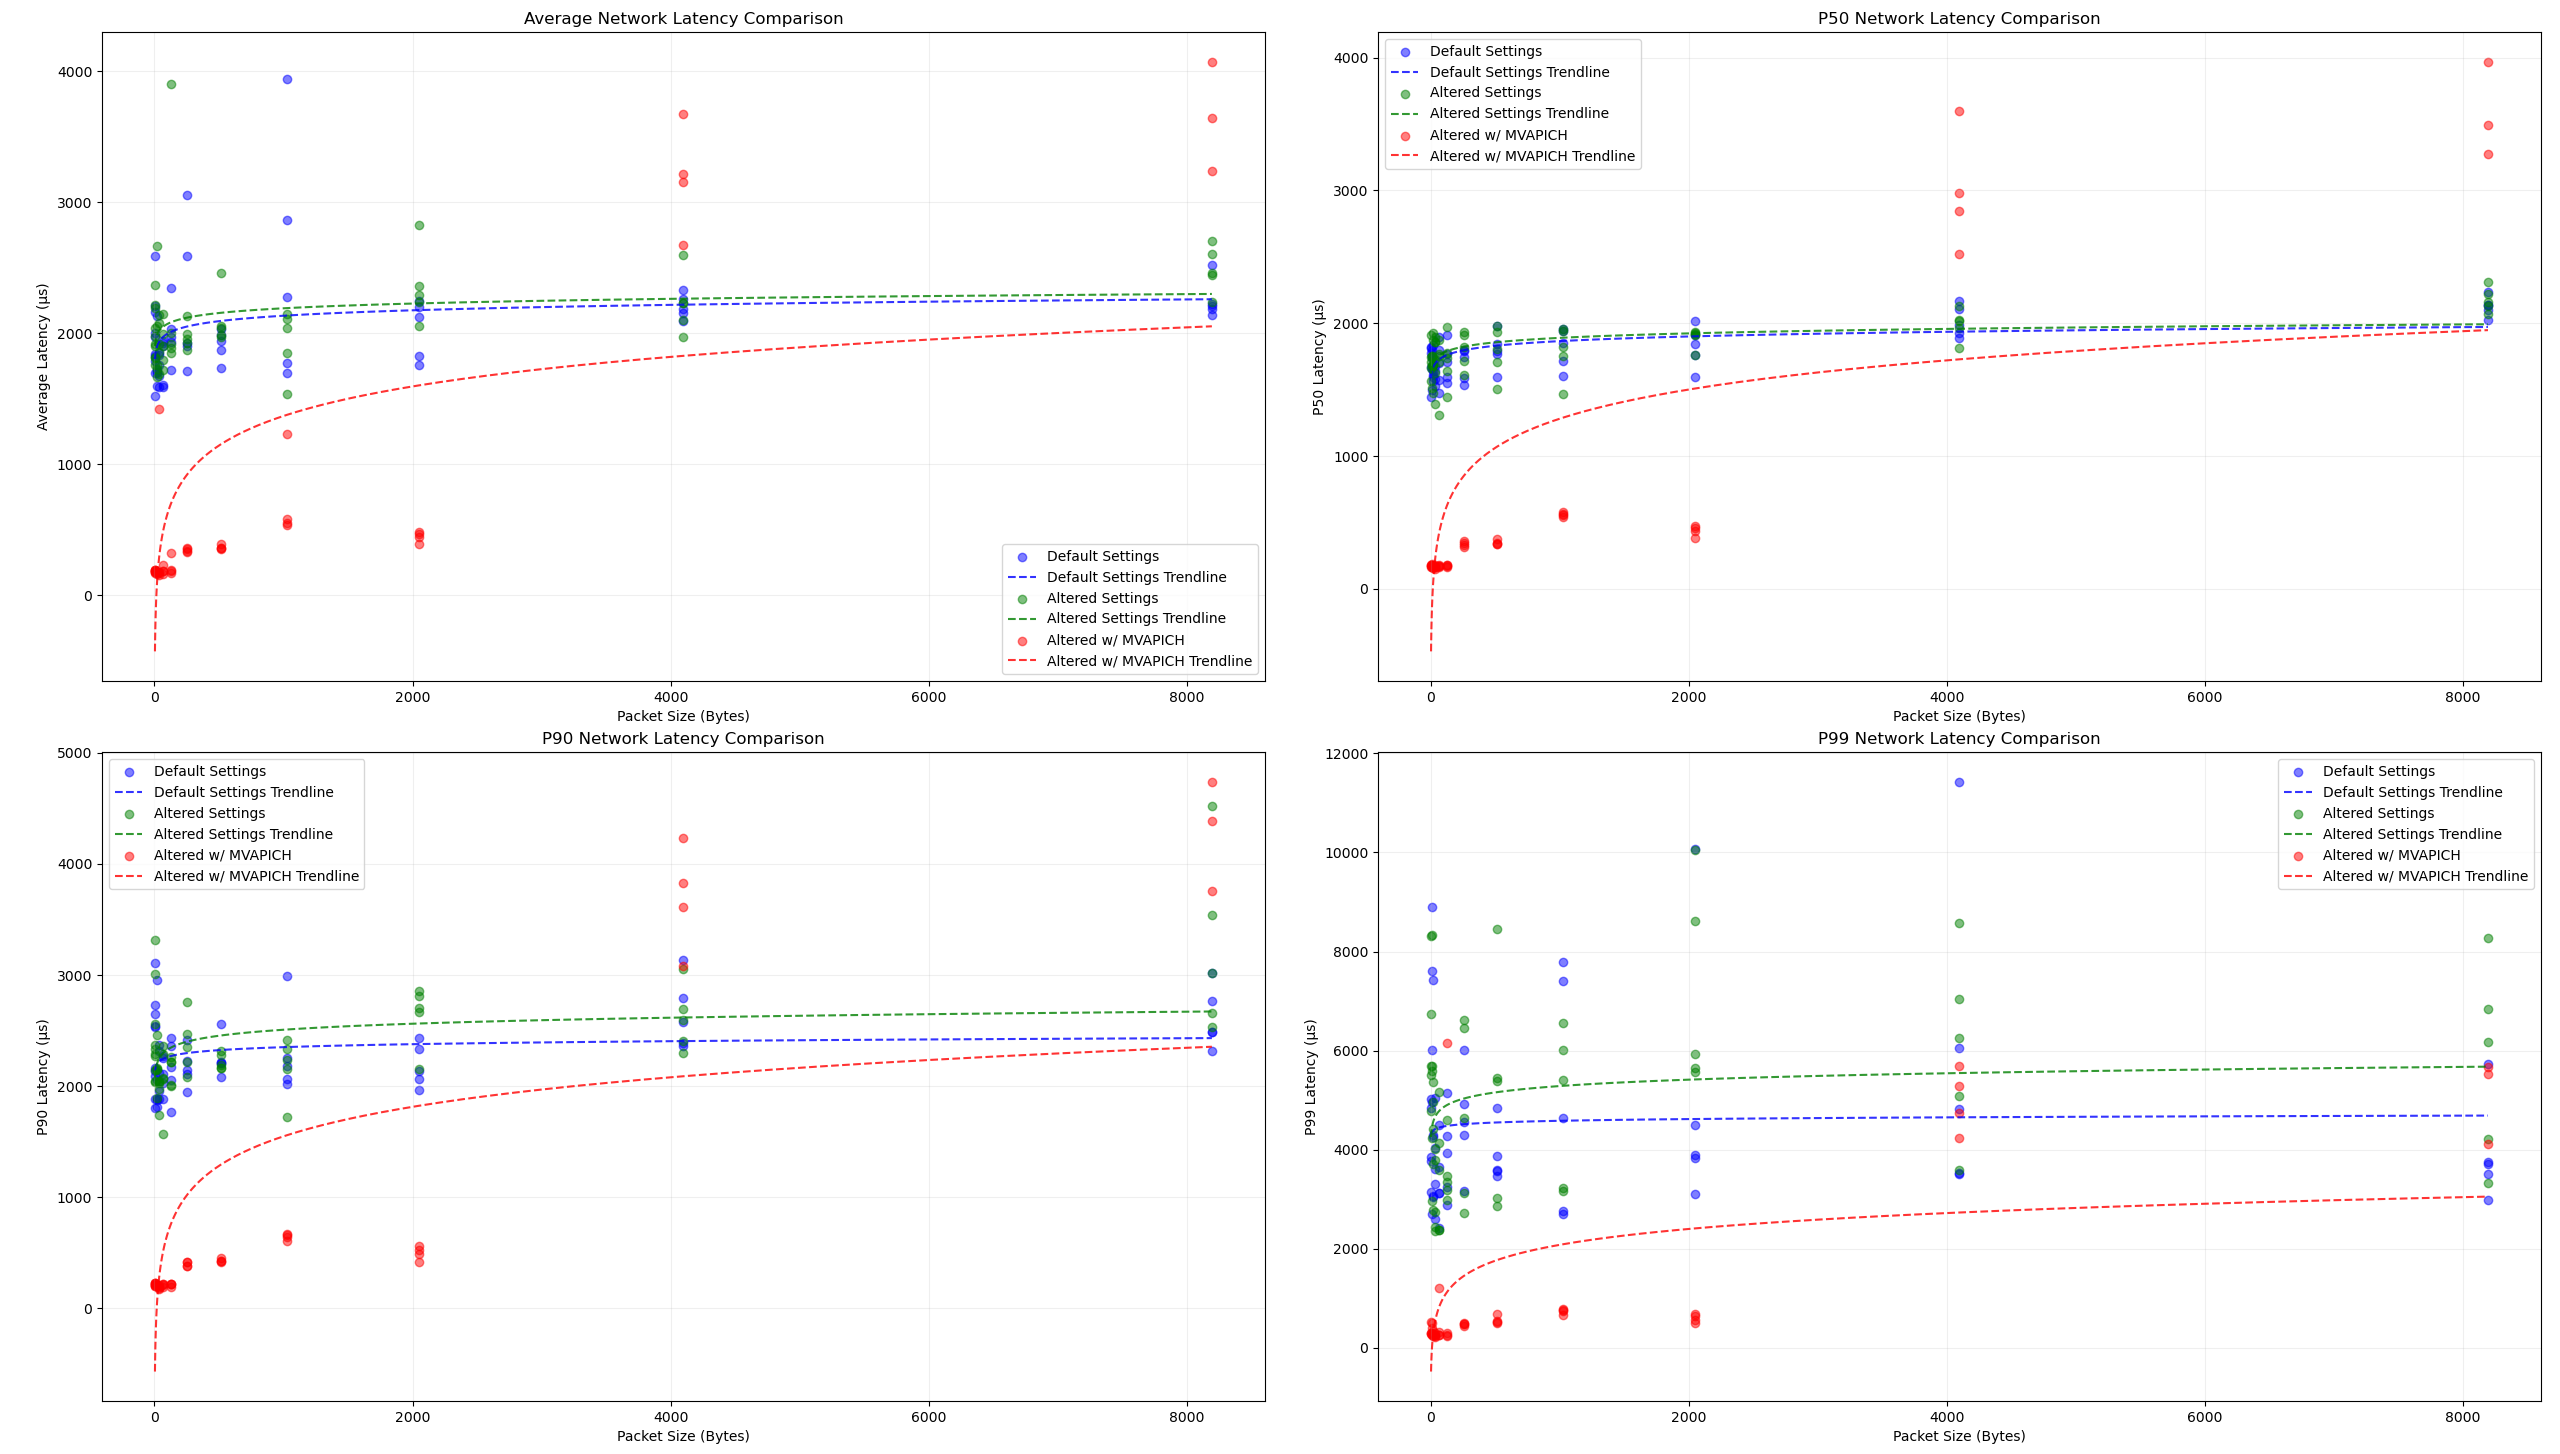 Average Network Latency Comparison
4000
3000
2000
1000
0
Average Latency (μs)
Default Settings
Default Settings Trendline
Altered Settings
Altered Settings Trendline
Altered w/ MVAPICH
Altered w/ MVAPICH Trendline
0 2000 4000 6000 8000
Packet Size (Bytes)
P50 Network Latency Comparison
Default Settings
Default Settings Trendline
Altered Settings
Altered Settings Trendline
Altered w/ MVAPICH
Altered w/ MVAPICH Trendline
4000
3000
2000
1000
0
P50 Latency (μs)
0 2000 4000 6000 8000
Packet Size (Bytes)
P90 Network Latency Comparison
Default Settings
Default Settings Trendline
Altered Settings
Altered Settings Trendline
Altered w/ MVAPICH
Altered w/ MVAPICH Trendline
5000
4000
3000
2000
1000
0
P90 Latency (μs)
0 2000 4000 6000 8000
Packet Size (Bytes)
P99 Network Latency Comparison
Default Settings
Default Settings Trendline
Altered Settings
Altered Settings Trendline
Altered w/ MVAPICH
Altered w/ MVAPICH Trendline
12000
10000
8000
6000
4000
2000
0
P99 Latency (μs)
0 2000 4000 6000 8000
Packet Size (Bytes)